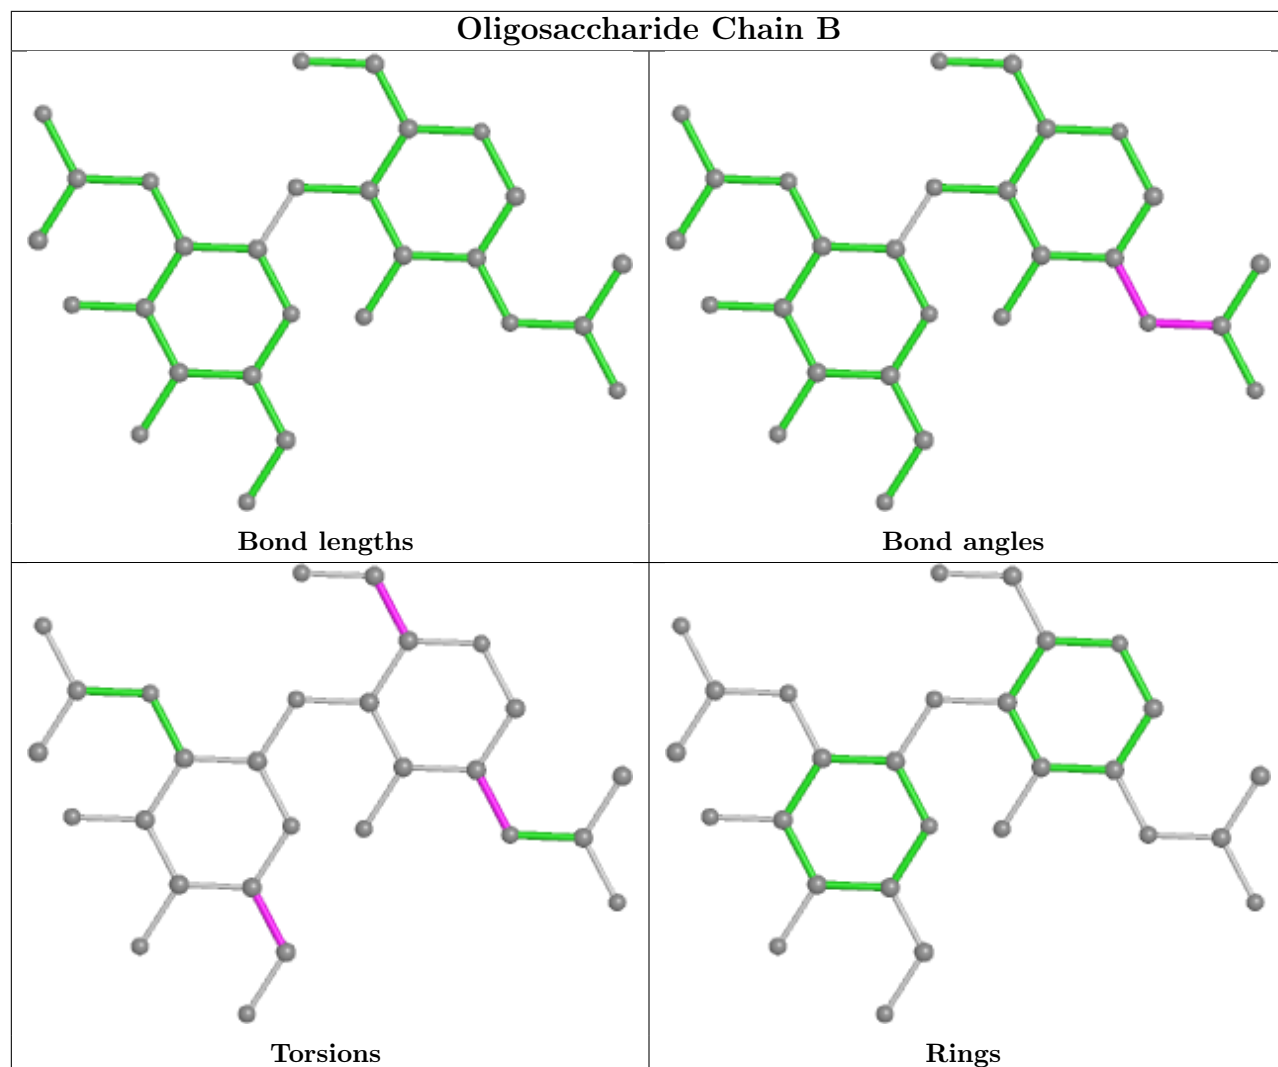 Oligosaccharide Chain B
Bond lengths
Bond angles
Torsions
Rings